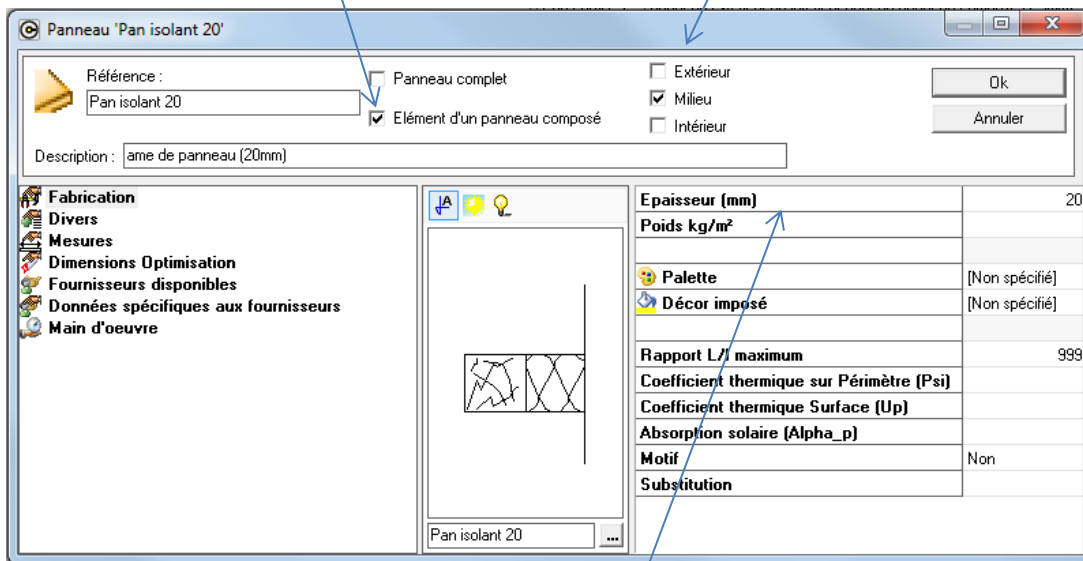 Panneau 'Pan isolant 20'
Référence :
Pan isolant 20
Panneau complet
Elément d'un panneau composé
Extérieur
Milieu
Intérieur
Ok
Annuler
Description : ame de panneau (20mm)
Fabrication
Divers
Mesures
Dimensions Optimisation
Fournisseurs disponibles
Données spécifiques aux fournisseurs
Main d'oeuvre
A
Pan isolant 20
...
Epaisseur (mm) 20
Poids kg/m²
Palette [Non spécifié]
Décor imposé [Non spécifié]
Rapport L/l maximum 999
Coefficient thermique sur Périmètre (Psi)
Coefficient thermique Surface (Up)
Absorption solaire (Alpha_p)
Motif Non
Substitution